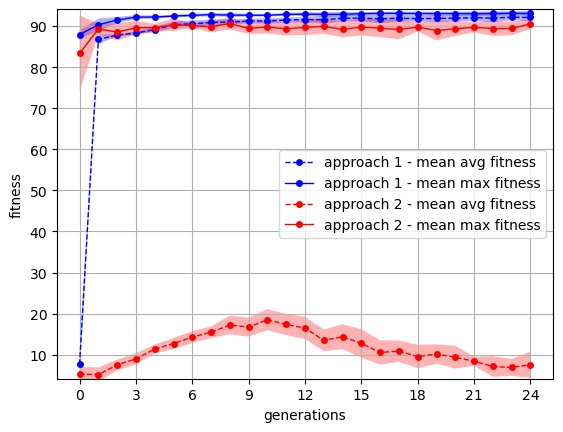 90
80
70
60
50
40
30
20
10
fitness
approach 1 - mean avg fitness
approach 1 - mean max fitness
approach 2 - mean avg fitness
approach 2 - mean max fitness
0 3 6 9 12 15 18 21 24
generations